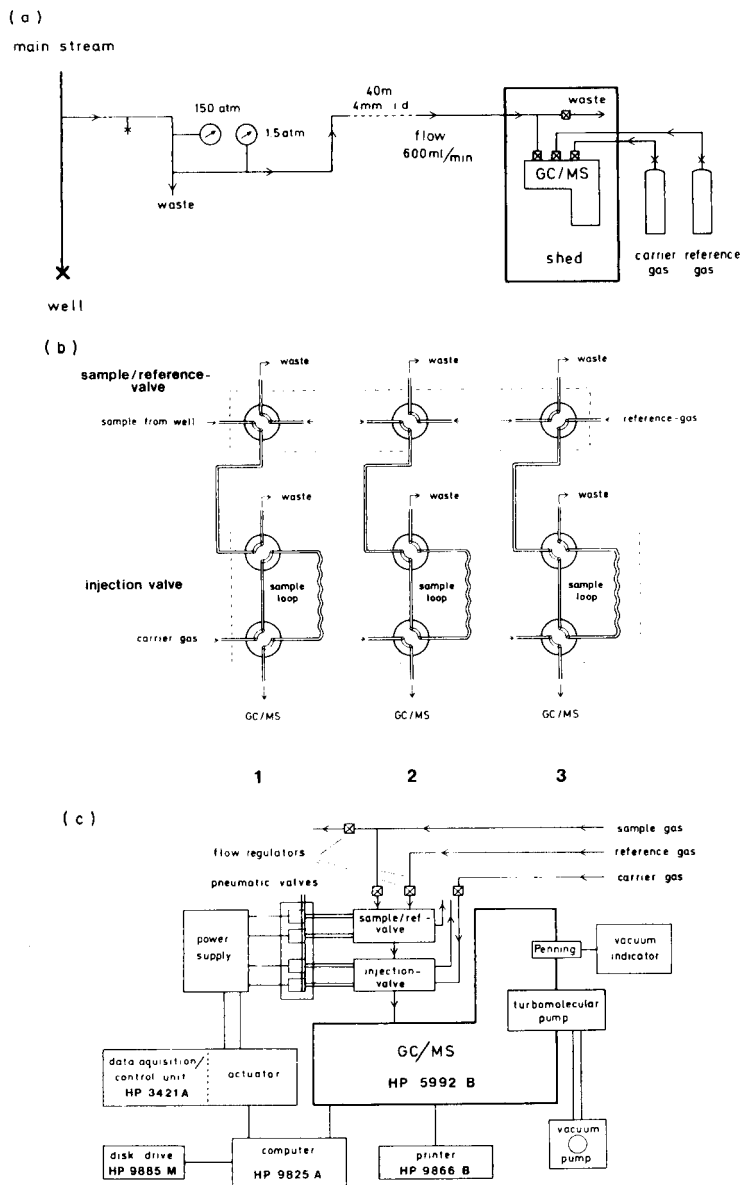 (a)
main stream
150 atm
1.5 atm
waste
40m
4mm i d
flow
600 ml/min
waste
GC/MS
shed
carrier gas
reference gas
well
(b)
sample/reference-
valve
waste
waste
waste
sample from well
reference-gas
waste
waste
waste
injection valve
sample
loop
sample
loop
sample
loop
carrier gas
GC/MS
GC/MS
GC/MS
1
2
3
(c)
sample gas
flow regulators
reference gas
pneumatic valves
carrier gas
power
supply
sample/ref-
valve
injection-
valve
Penning
vacuum
indicator
turbomolecular
pump
GC/MS
HP 5992 B
data aquisition/
control unit
HP 3421A
actuator
vacuum
pump
disk drive
HP 9885 M
computer
HP 9825 A
printer
HP 9866 B